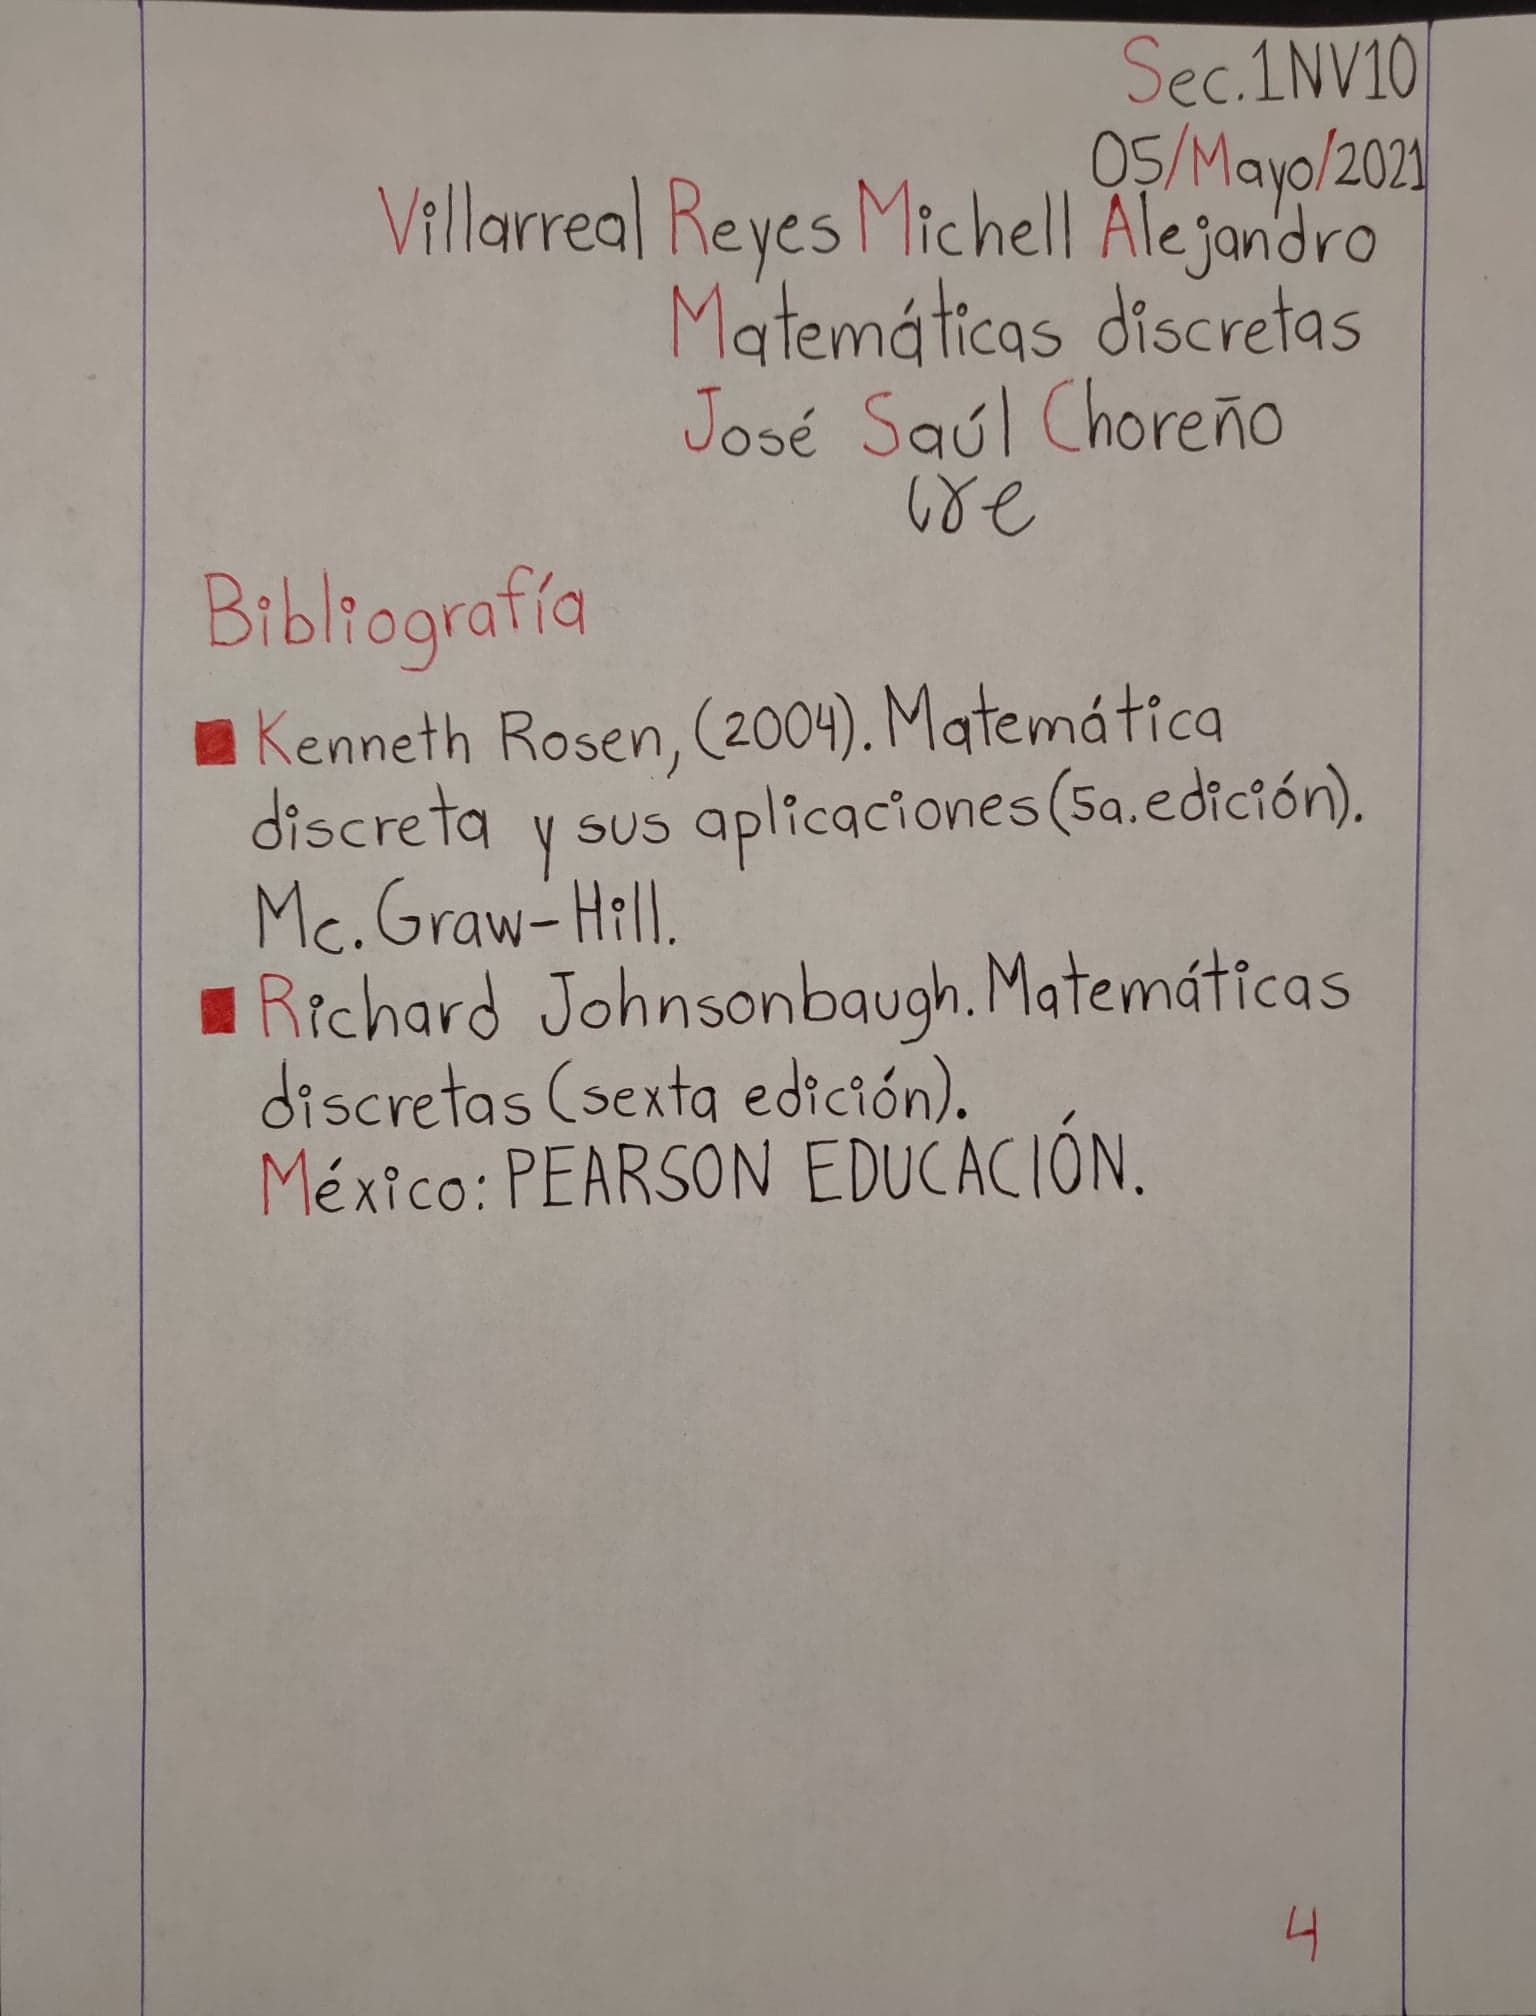 Sec.1NV10
05/Mayo/2021
Villarreal Reyes Michell Alejandro
Matemáticas discretas
José Saúl Choreño
Bibliografía
Kenneth Rosen, (2004). Matemática
discreta y sus aplicaciones (5a. edición).
Mc. Graw-Hill.
Richard Johnsonbaugh. Matemáticas
discretas (sexta edición).
México: PEARSON EDUCACIÓN.
4